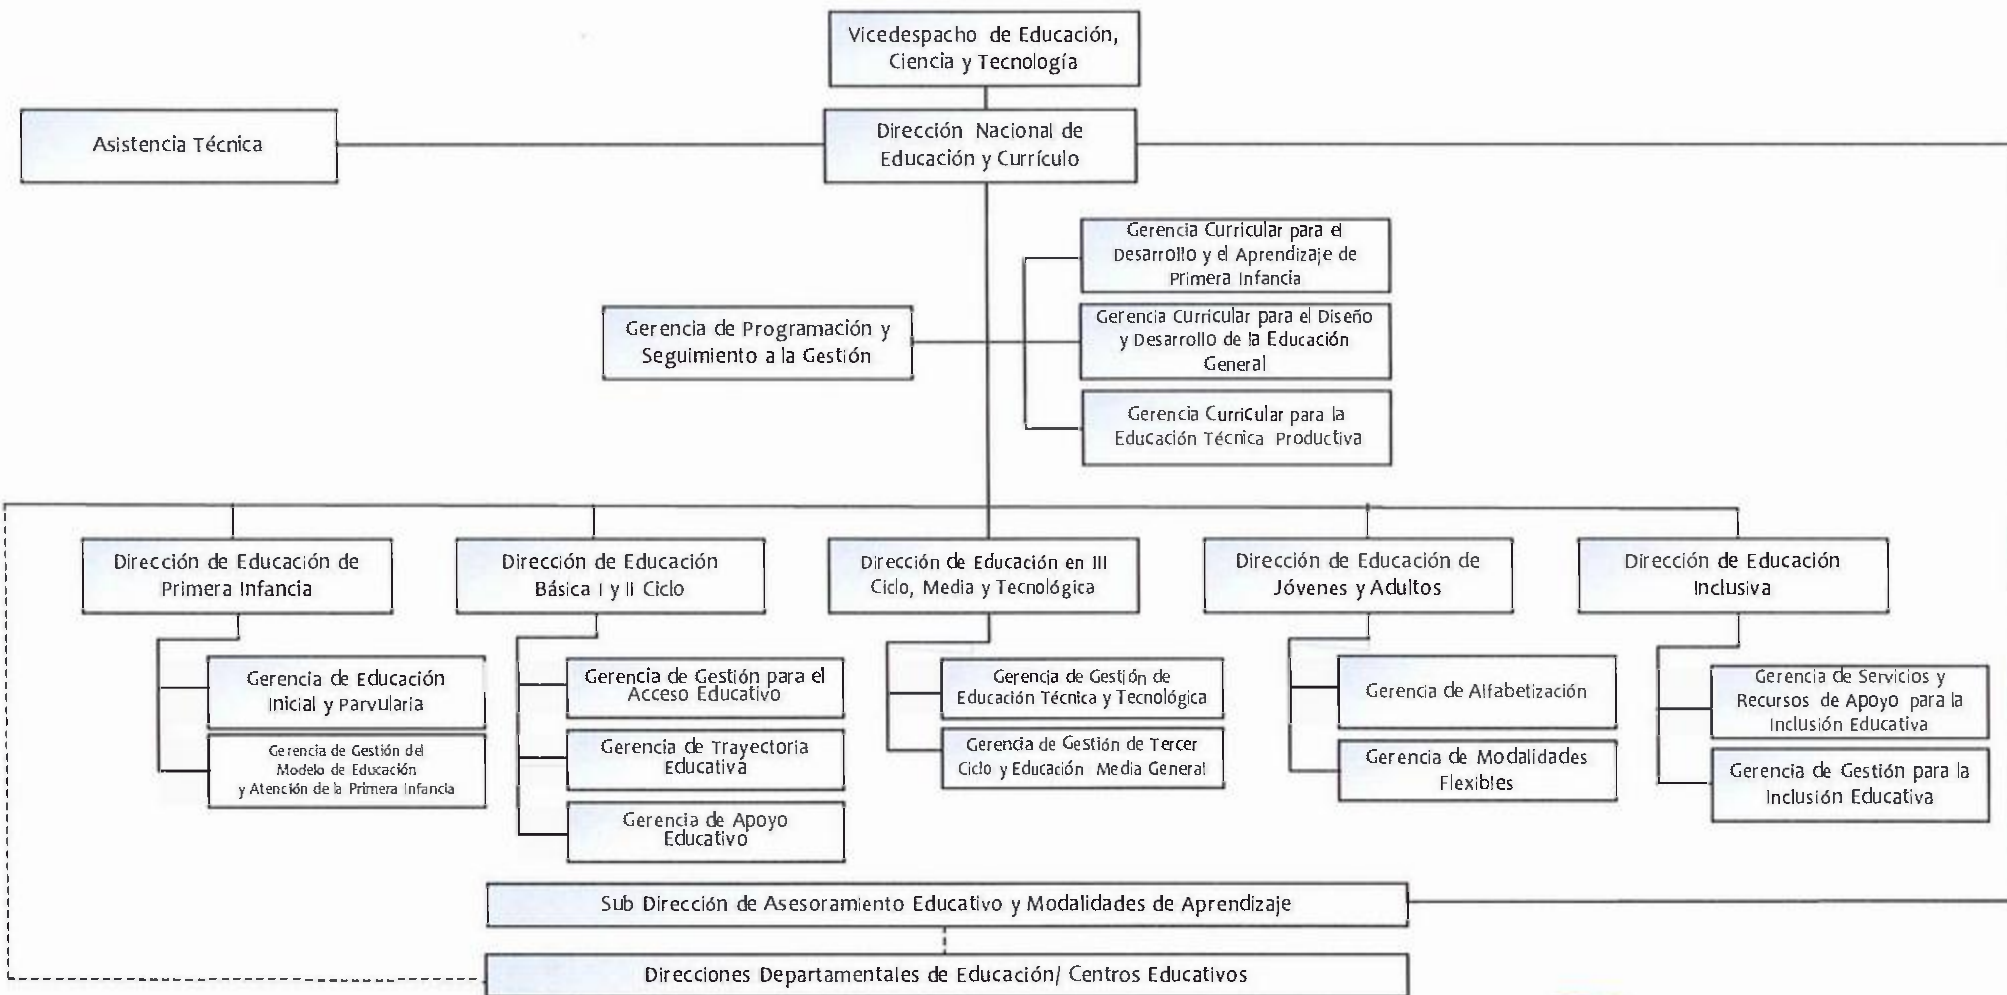 Vicedespacho de Educación,
Ciencia y Tecnología
Asistencia Técnica
Dirección Nacional de
Educación y Currículo
Gerencia Curricular para el
Desarrollo y el Aprendizaje de
Primera Infancia
Gerencia de Programación y
Seguimiento a la Gestión
Gerencia Curricular para el Diseño
y Desarrollo de la Educación
General
Gerencia Curricular para la
Educación Técnica Productiva
Dirección de Educación de
Primera Infancia
Dirección de Educación
Básica I y II Ciclo
Dirección de Educación en III
Ciclo, Media y Tecnológica
Dirección de Educación de
Jóvenes y Adultos
Dirección de Educación
Inclusiva
Gerencia de Educación
Inicial y Parvularia
Gerencia de Gestión del
Modelo de Educación
y Atención de la Primera Infancia
Gerencia de Gestión para el
Acceso Educativo
Gerencia de Trayectoria
Educativa
Gerencia de Apoyo
Educativo
Gerencia de Gestión de
Educación Técnica y Tecnológica
Gerencia de Gestión de Tercer
Ciclo y Educación Media General
Gerencia de Alfabetización
Gerencia de Modalidades
Flexibles
Gerencia de Servicios y
Recursos de Apoyo para la
Inclusión Educativa
Gerencia de Gestión para la
Inclusión Educativa
Sub Dirección de Asesoramiento Educativo y Modalidades de Aprendizaje
Direcciones Departamentales de Educación/ Centros Educativos